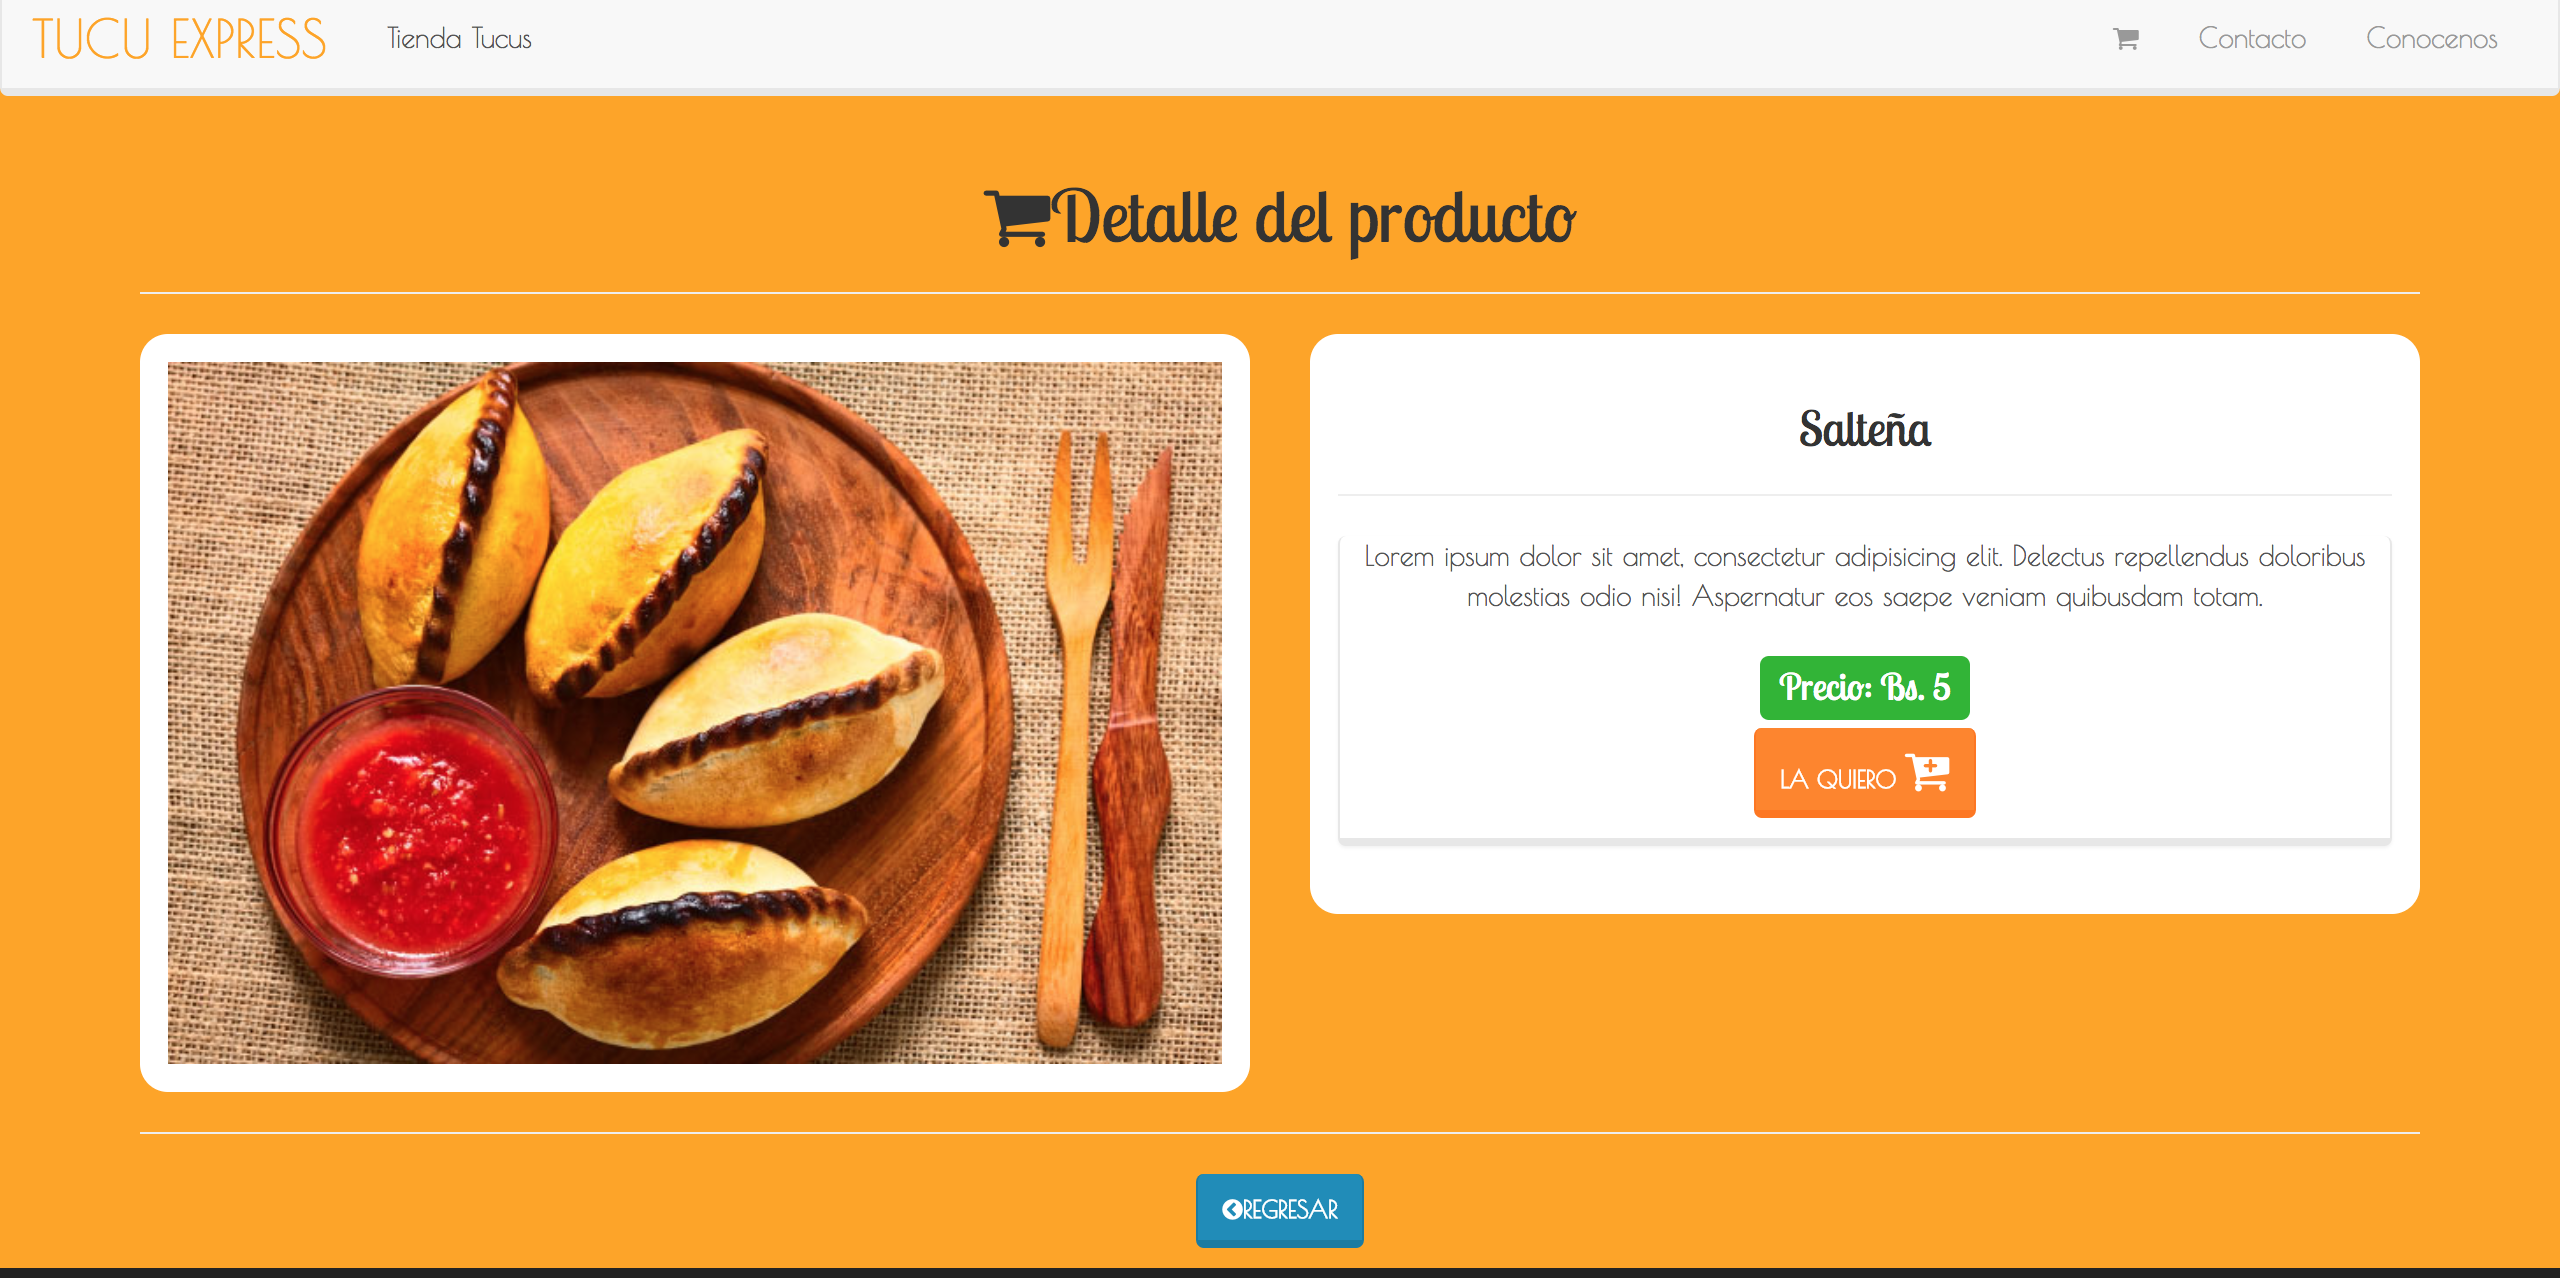 TUCU EXPRESS Tienda Tucus Contacto Conocenos
Detalle del producto
Salteña
Lorem ipsum dolor sit amet, consectetur adipisicing elit. Delectus repellendus doloribus
molestias odio nisi! Aspernatur eos saepe veniam quibusdam totam.
Precio: Bs. 5
LA QUIERO
REGRESAR